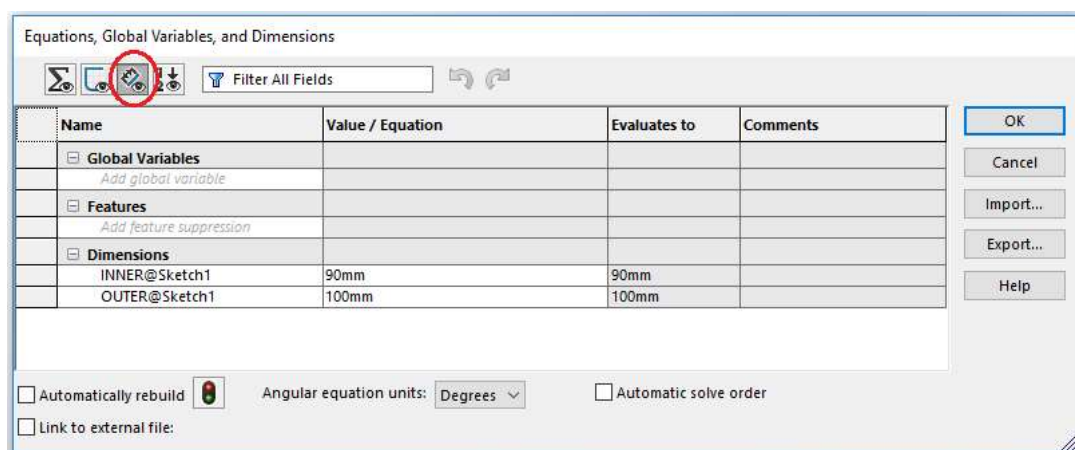 Equations, Global Variables, and Dimensions
Filter All Fields
Name Value / Equation Evaluates to Comments
Global Variables
Add global variable
Features
Add feature suppression
Dimensions
INNER@Sketch1 90mm 90mm
OUTER@Sketch1 100mm 100mm
OK
Cancel
Import...
Export...
Help
Automatically rebuild Angular equation units: Degrees Automatic solve order
Link to external file: